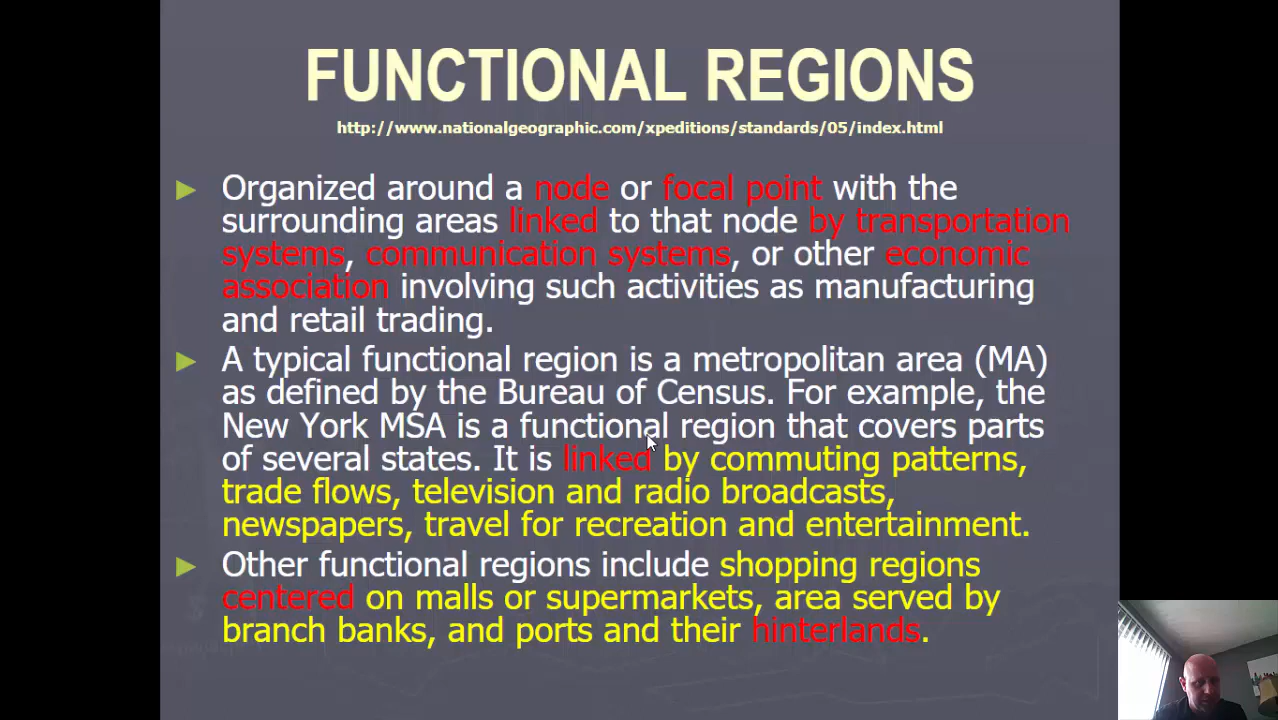 FUNCTIONAL REGIONS
http://www.nationalgeographic.com/xpeditions/standards/05/index.html
Organized around a node or focal point with the
surrounding areas linked to that node by transportation
systems, communication systems, or other economic
association involving such activities as manufacturing
and retail trading.
A typical functional region is a metropolitan area (MA)
as defined by the Bureau of Census. For example, the
New York MSA is a functional region that covers parts
of several states. It is linked by commuting patterns,
trade flows, television and radio broadcasts,
newspapers, travel for recreation and entertainment.
Other functional regions include shopping regions
centered on malls or supermarkets, area served by
branch banks, and ports and their hinterlands.